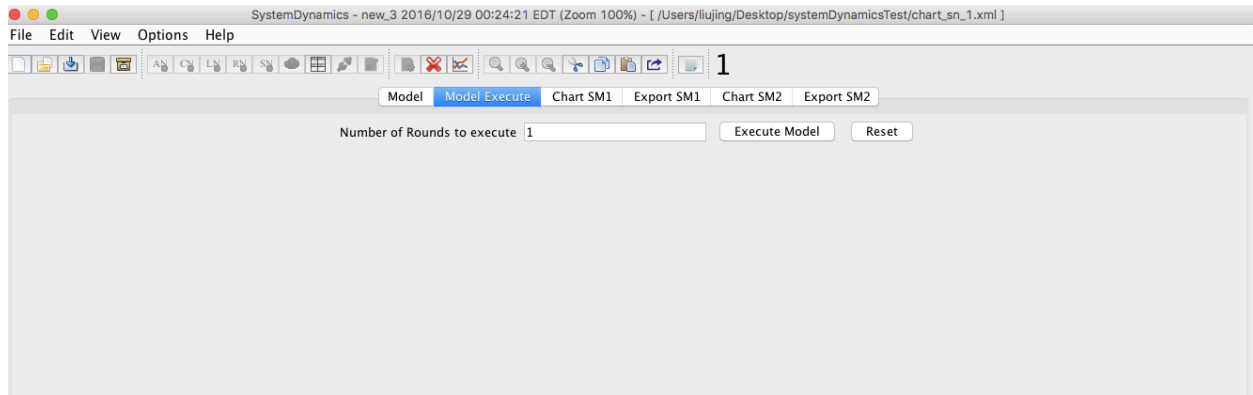 SystemDynamics - new_3 2016/10/29 00:24:21 EDT (Zoom 100%) - [ /Users/liujing/Desktop/systemDynamicsTest/chart_sn_1.xml ]
File Edit View Options Help
1
Model Model Execute Chart SM1 Export SM1 Chart SM2 Export SM2
Number of Rounds to execute 1 Execute Model Reset